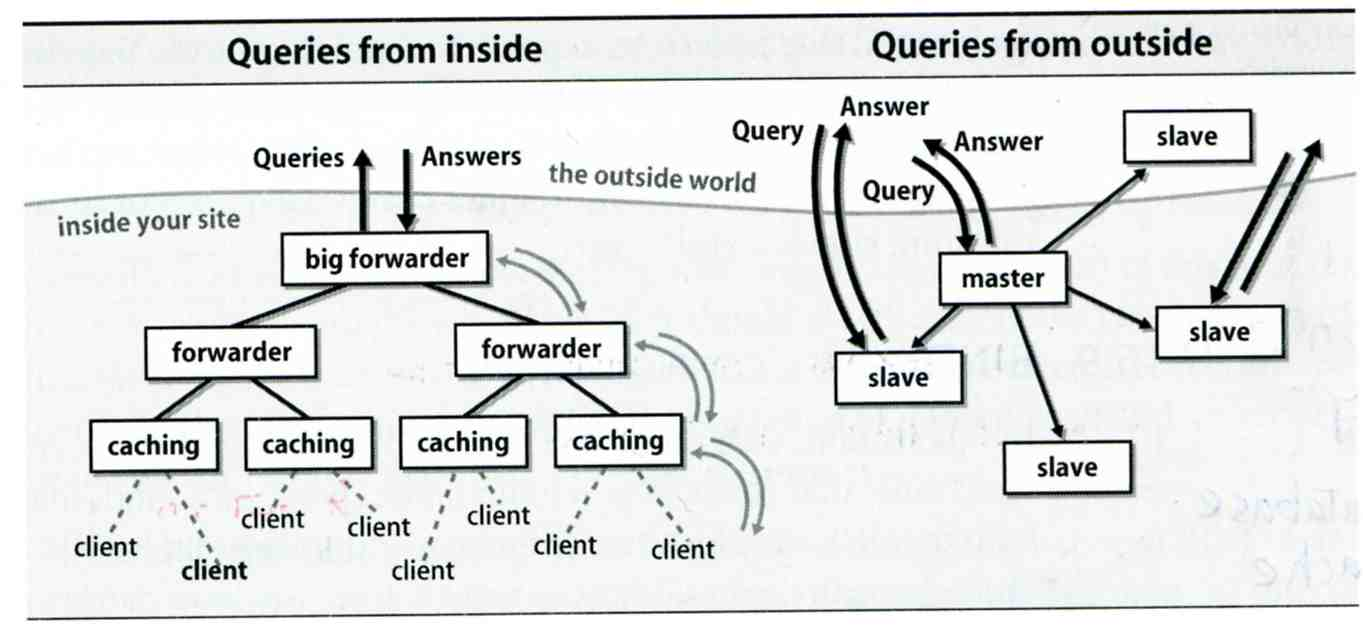 Queries from inside
Queries from outside
Queries
Answers
the outside world
inside your site
big forwarder
forwarder
forwarder
caching
caching
caching
caching
client
client
client
client
client
client
client
client
Query
Answer
Answer
Query
slave
master
slave
slave
slave